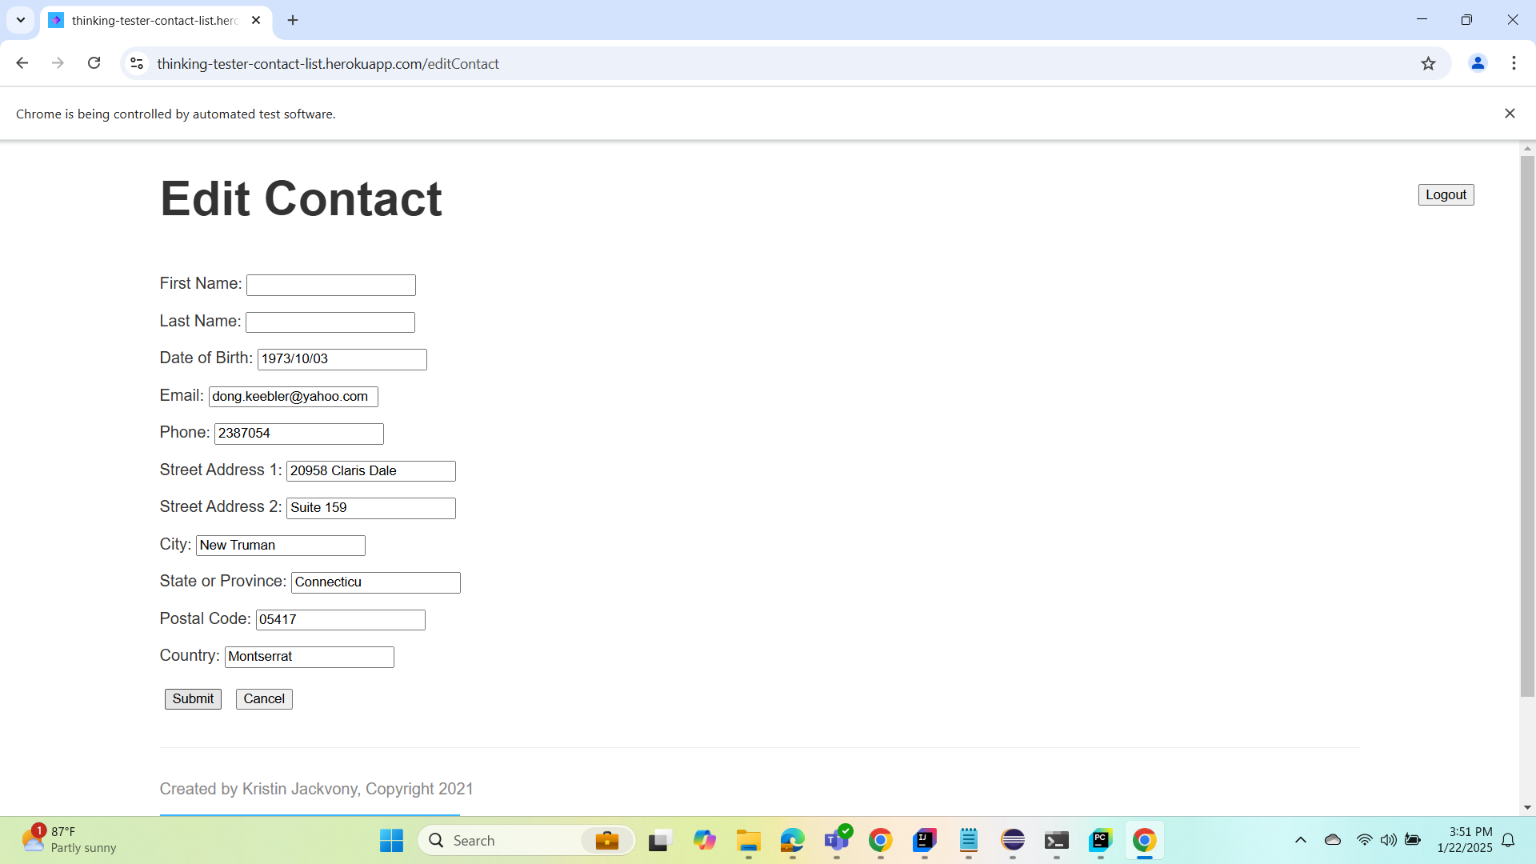 thinking-tester-contact-list.herc
thinking-tester-contact-list.herokuapp.com/editContact
Chrome is being controlled by automated test software.
Edit Contact
Logout
First Name:
Last Name:
Date of Birth: 1973/10/03
Email: dong.keebler@yahoo.com
Phone: 2387054
Street Address 1: 20958 Claris Dale
Street Address 2: Suite 159
City: New Truman
State or Province: Connecticu
Postal Code: 05417
Country: Montserrat
Submit Cancel
Created by Kristin Jackvony, Copyright 2021
1 87°F
Partly sunny
Search
IJ
T
PC
3:51 PM
1/22/2025